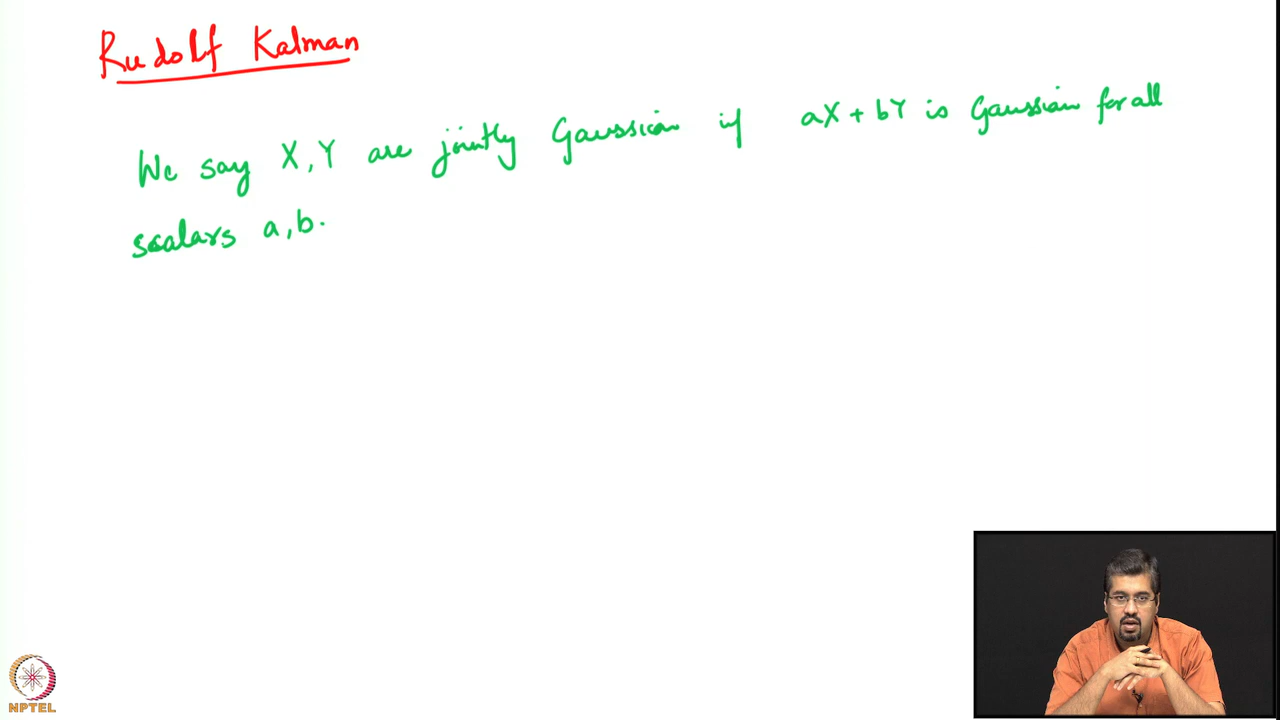 Rudolf Kalman
We say X, Y are jointly Gaussian if aX + bY is Gaussian for all
scalars a, b.
NPTEL